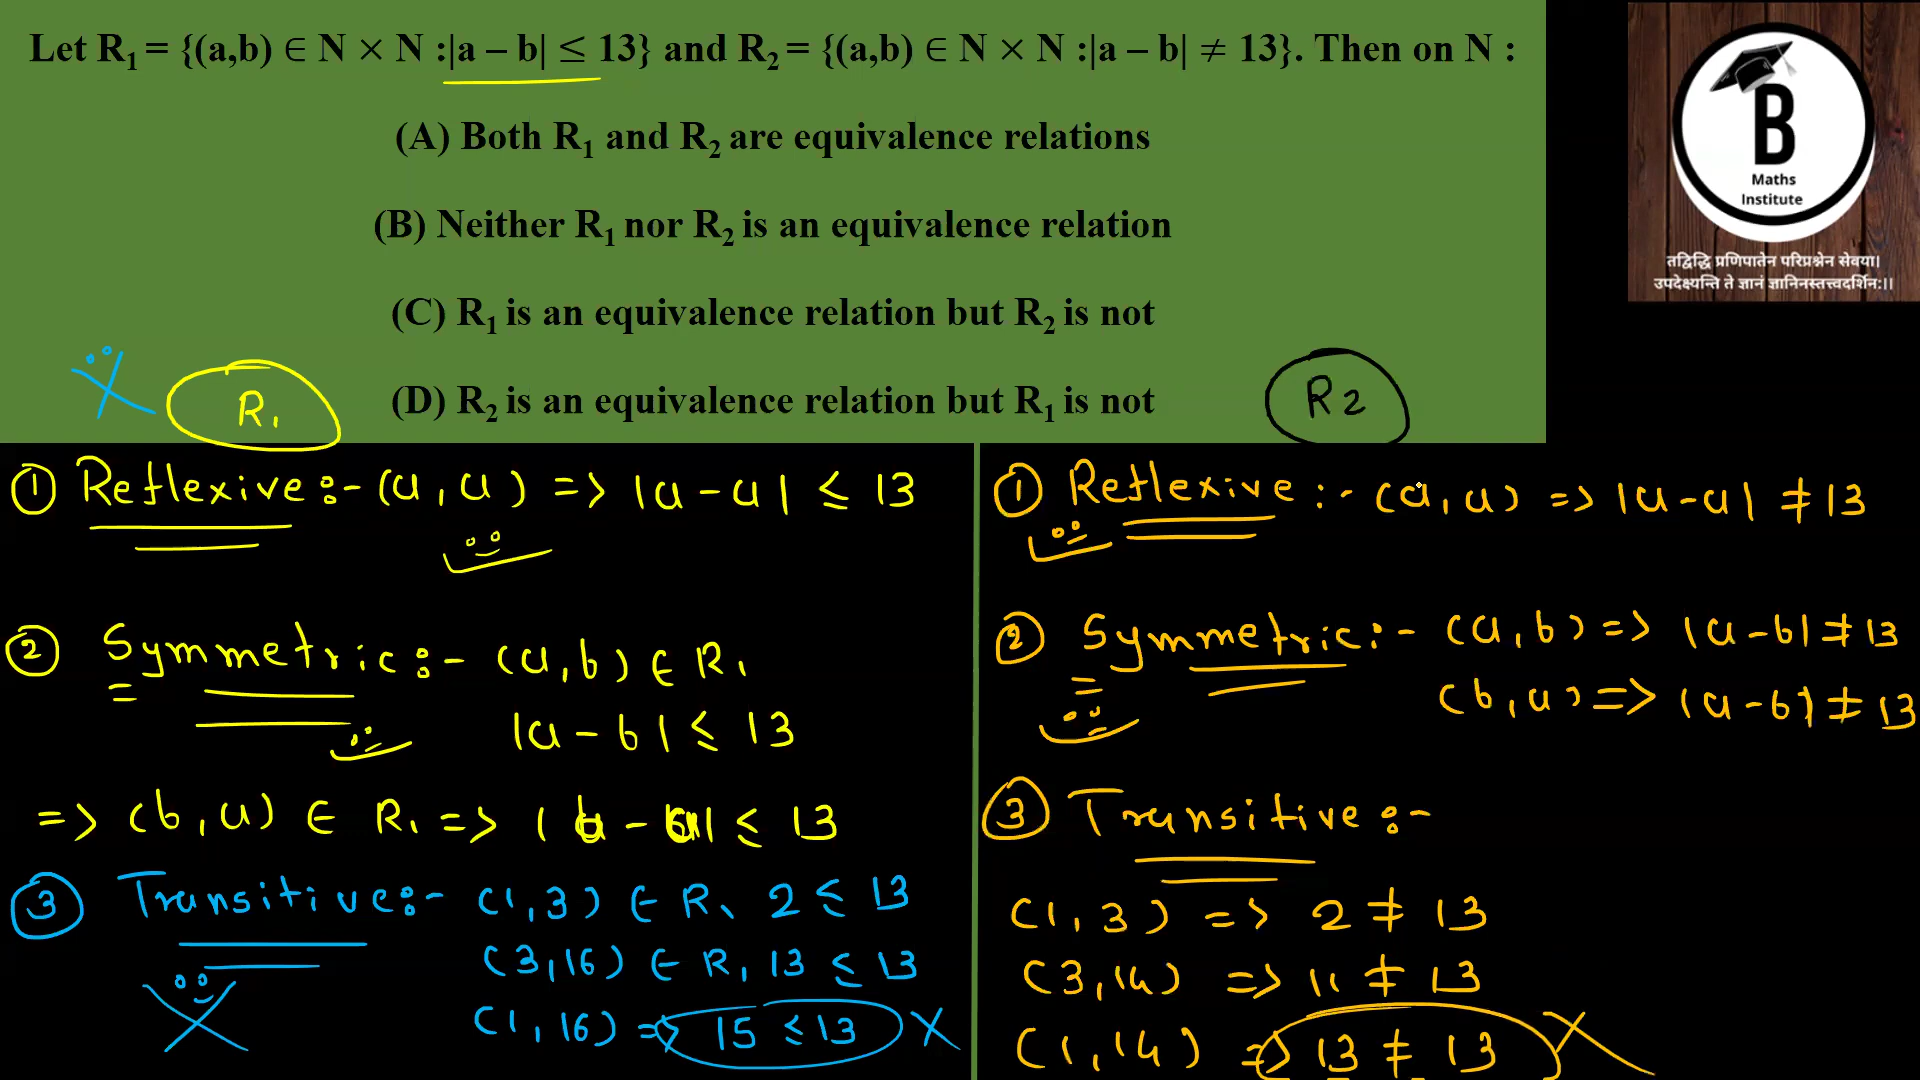 Let R₁ = {(a,b) ∈ N × N :|a – b| ≤ 13} and R₂ = {(a,b) ∈ N × N :|a – b| ≠ 13}. Then on N :
(A) Both R₁ and R₂ are equivalence relations
(B) Neither R₁ nor R₂ is an equivalence relation
(C) R₁ is an equivalence relation but R₂ is not
(D) R₂ is an equivalence relation but R₁ is not
B
Maths
Institute
तद्विद्धि प्रणिपातेन परिप्रश्नेन सेवया।
उपदेक्ष्यन्ति ते ज्ञानं ज्ञानिनस्तत्त्वदर्शिन:।।
R₁
① Reflexive :- (a, a) => |a - a| ≤ 13
② Symmetric :- (a, b) ∈ R₁
|a - b| ≤ 13
=> (b, a) ∈ R₁ => |b - a| ≤ 13
③ Transitive :- (1, 3) ∈ R₁ 2 ≤ 13
(3, 16) ∈ R₁ 13 ≤ 13
(1, 16) => 15 ≤ 13 X
R2
① Reflexive :- (a, a) => |a - a| ≠ 13
② Symmetric :- (a, b) => |a - b| ≠ 13
(b, a) => |a - b| ≠ 13
③ Transitive :-
(1, 3) => 2 ≠ 13
(3, 14) => 11 ≠ 13
(1, 14) => 13 ≠ 13 X